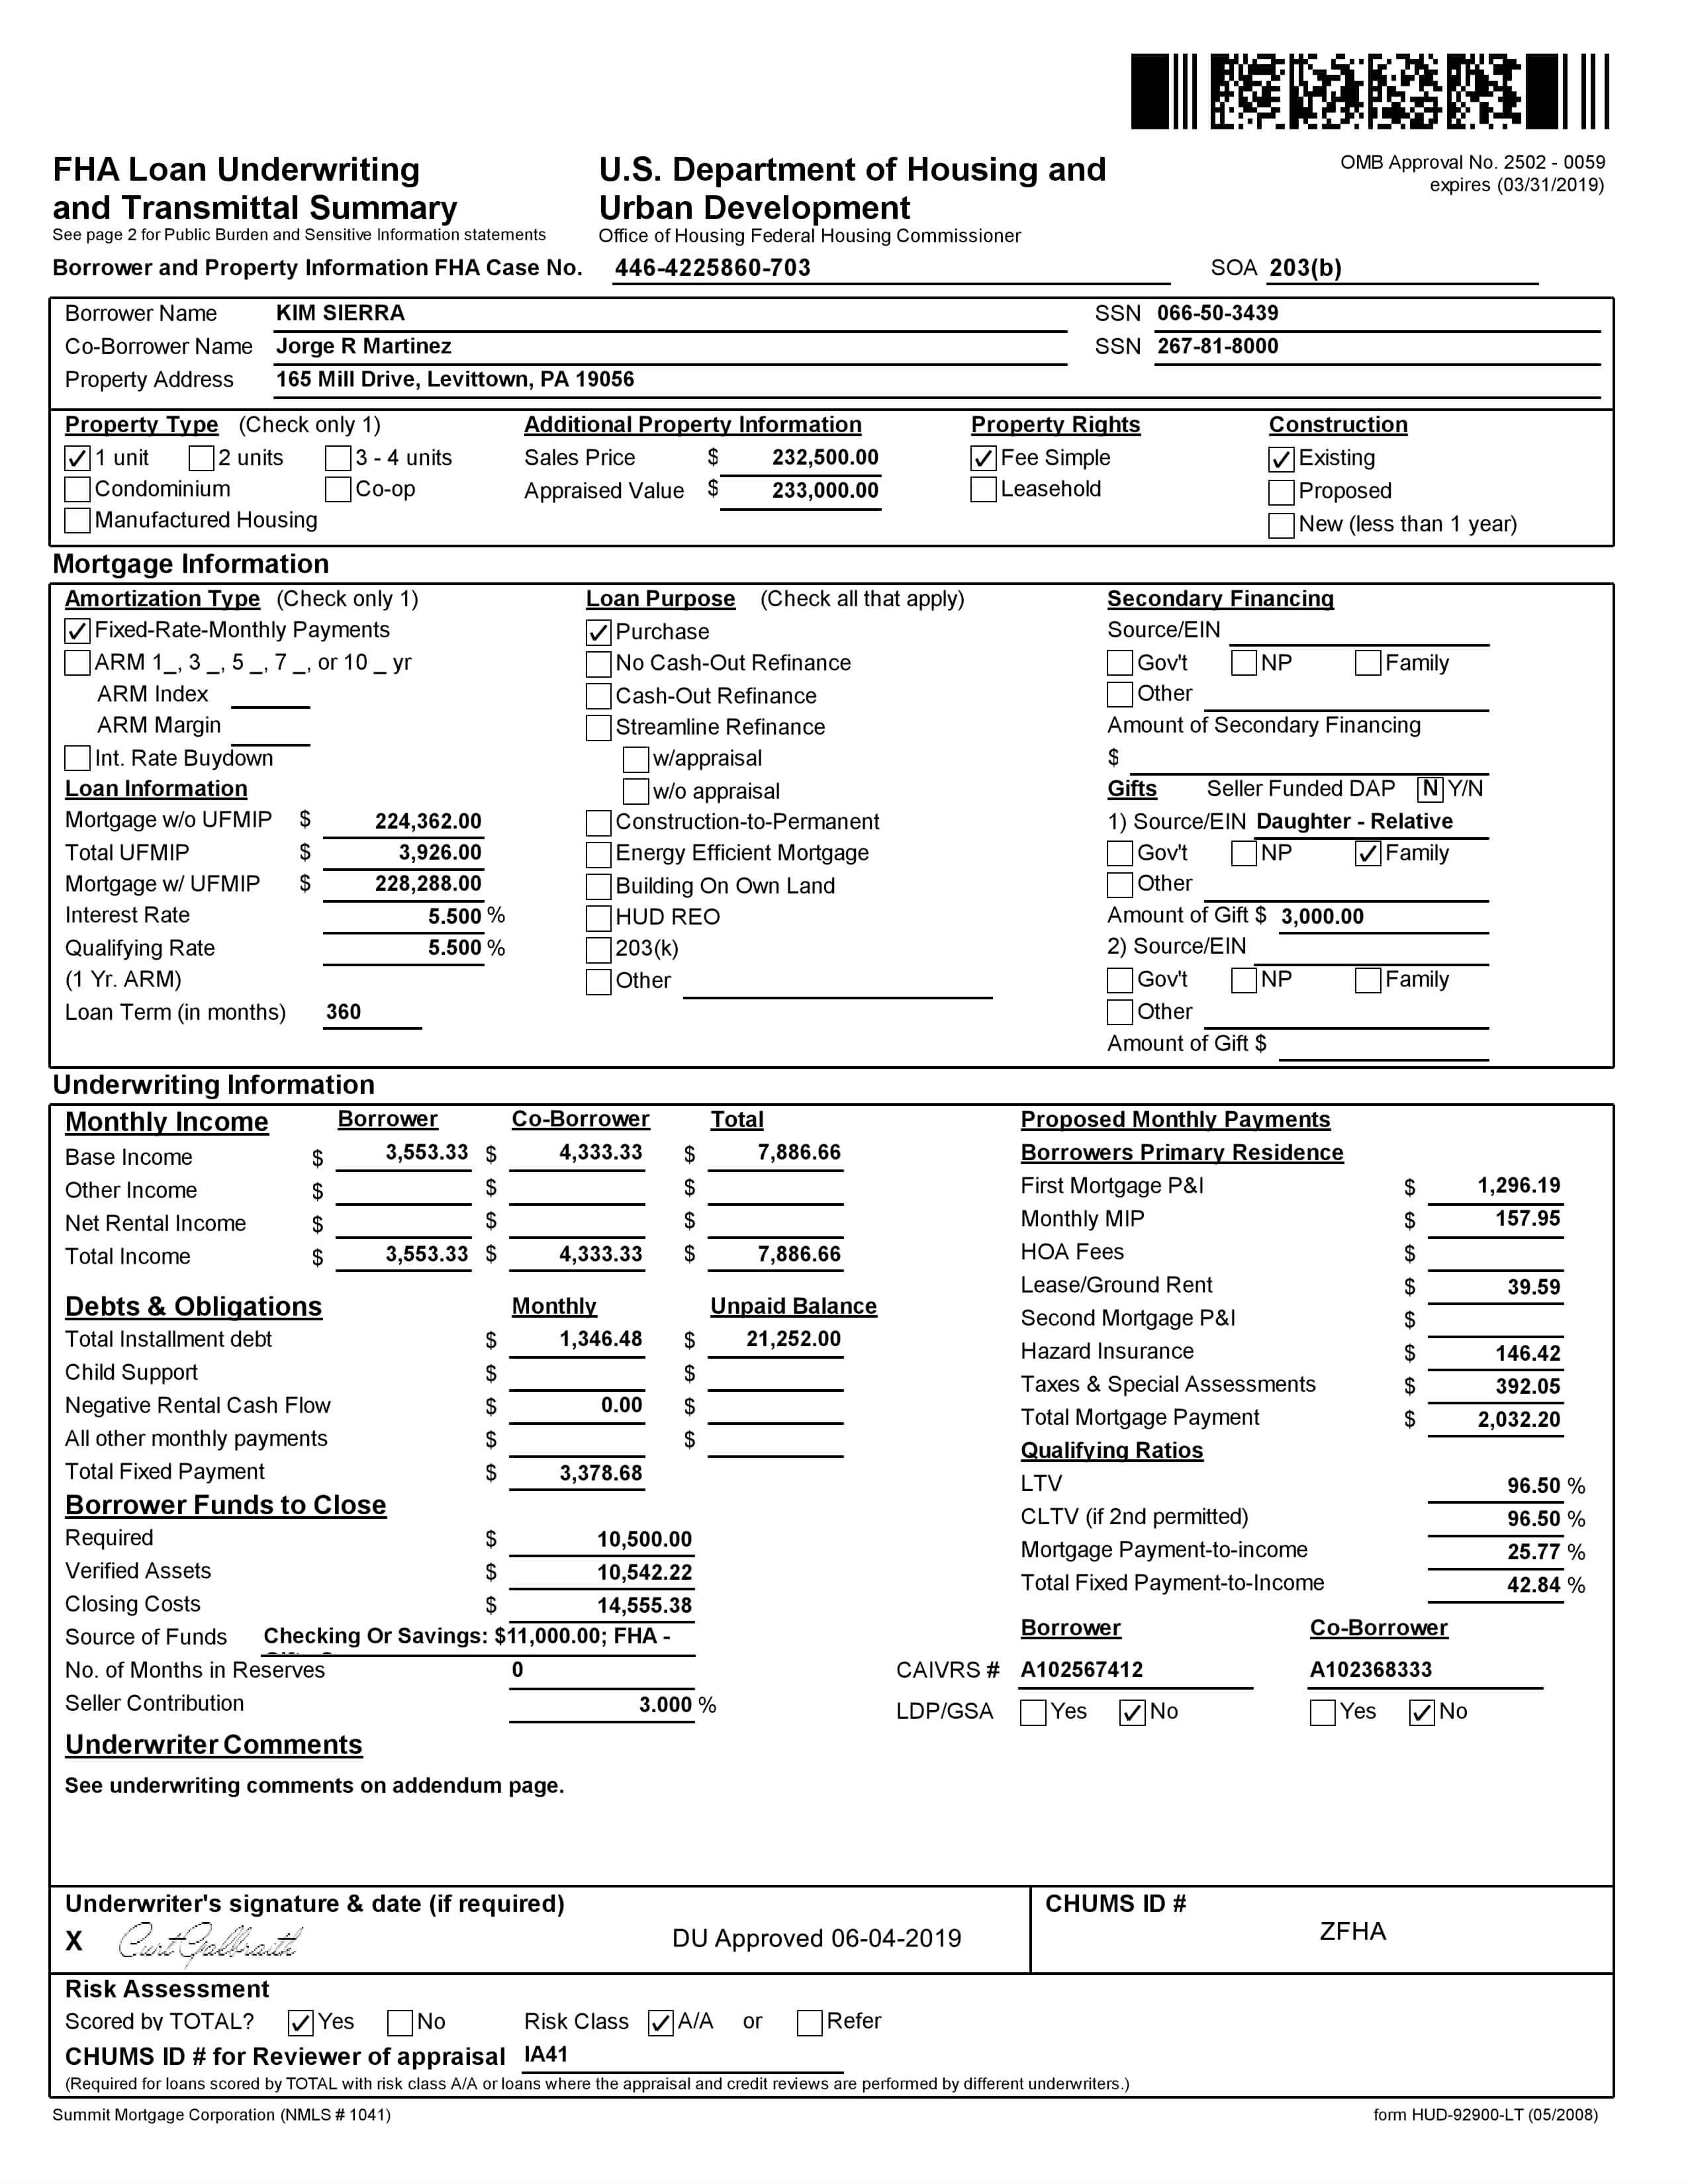 FHA Loan Underwriting and Transmittal Summary
See page 2 for Public Burden and Sensitive Information statements
U.S. Department of Housing and Urban Development
Office of Housing Federal Housing Commissioner
OMB Approval No. 2502 - 0059
expires (03/31/2019)
Borrower and Property Information FHA Case No. 446-4225860-703 SOA 203(b)
Borrower Name KIM SIERRA SSN 066-50-3439
Co-Borrower Name Jorge R Martinez SSN 267-81-8000
Property Address 165 Mill Drive, Levittown, PA 19056
Property Type (Check only 1)
✓ 1 unit 2 units 3 - 4 units
Condominium Co-op
Manufactured Housing
Additional Property Information
Sales Price $ 232,500.00
Appraised Value $ 233,000.00
Property Rights
✓ Fee Simple
Leasehold
Construction
✓ Existing
Proposed
New (less than 1 year)
Mortgage Information
Amortization Type (Check only 1)
✓ Fixed-Rate-Monthly Payments
ARM 1_, 3 _, 5 _, 7 _, or 10 _ yr
ARM Index
ARM Margin
Int. Rate Buydown
Loan Information
Mortgage w/o UFMIP $ 224,362.00
Total UFMIP $ 3,926.00
Mortgage w/ UFMIP $ 228,288.00
Interest Rate 5.500 %
Qualifying Rate 5.500 %
(1 Yr. ARM)
Loan Term (in months) 360
Loan Purpose (Check all that apply)
✓ Purchase
No Cash-Out Refinance
Cash-Out Refinance
Streamline Refinance
w/appraisal
w/o appraisal
Construction-to-Permanent
Energy Efficient Mortgage
Building On Own Land
HUD REO
203(k)
Other
Secondary Financing
Source/EIN
Gov't NP Family
Other
Amount of Secondary Financing
$
Gifts Seller Funded DAP N Y/N
1) Source/EIN Daughter - Relative
Gov't NP ✓ Family
Other
Amount of Gift $ 3,000.00
2) Source/EIN
Gov't NP Family
Other
Amount of Gift $
Underwriting Information
Monthly Income Borrower Co-Borrower Total
Base Income $ 3,553.33 $ 4,333.33 $ 7,886.66
Other Income $ $ $
Net Rental Income $ $ $
Total Income $ 3,553.33 $ 4,333.33 $ 7,886.66
Debts & Obligations Monthly Unpaid Balance
Total Installment debt $ 1,346.48 $ 21,252.00
Child Support $ $
Negative Rental Cash Flow $ 0.00 $
All other monthly payments $ $
Total Fixed Payment $ 3,378.68
Borrower Funds to Close
Required $ 10,500.00
Verified Assets $ 10,542.22
Closing Costs $ 14,555.38
Source of Funds Checking Or Savings: $11,000.00; FHA -
No. of Months in Reserves 0
Seller Contribution 3.000 %
Proposed Monthly Payments
Borrowers Primary Residence
First Mortgage P&I $ 1,296.19
Monthly MIP $ 157.95
HOA Fees $
Lease/Ground Rent $ 39.59
Second Mortgage P&I $
Hazard Insurance $ 146.42
Taxes & Special Assessments $ 392.05
Total Mortgage Payment $ 2,032.20
Qualifying Ratios
LTV 96.50 %
CLTV (if 2nd permitted) 96.50 %
Mortgage Payment-to-income 25.77 %
Total Fixed Payment-to-Income 42.84 %
Borrower Co-Borrower
CAIVRS # A102567412 A102368333
LDP/GSA Yes ✓ No Yes ✓ No
Underwriter Comments
See underwriting comments on addendum page.
Underwriter's signature & date (if required)
X Curt Galbraith DU Approved 06-04-2019
CHUMS ID #
ZFHA
Risk Assessment
Scored by TOTAL? ✓ Yes No Risk Class ✓ A/A or Refer
CHUMS ID # for Reviewer of appraisal IA41
(Required for loans scored by TOTAL with risk class A/A or loans where the appraisal and credit reviews are performed by different underwriters.)
Summit Mortgage Corporation (NMLS # 1041) form HUD-92900-LT (05/2008)